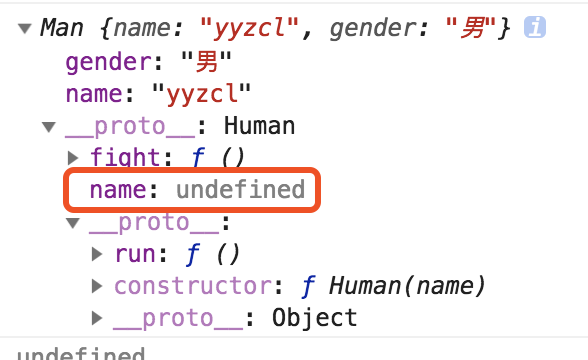 ▼ Man {name: "yyzcl", gender: "男"} i
gender: "男"
name: "yyzcl"
▼ __proto__: Human
▶ fight: ƒ ()
name: undefined
▼ __proto__:
▶ run: ƒ ()
▶ constructor: ƒ Human(name)
▶ __proto__: Object
undefined